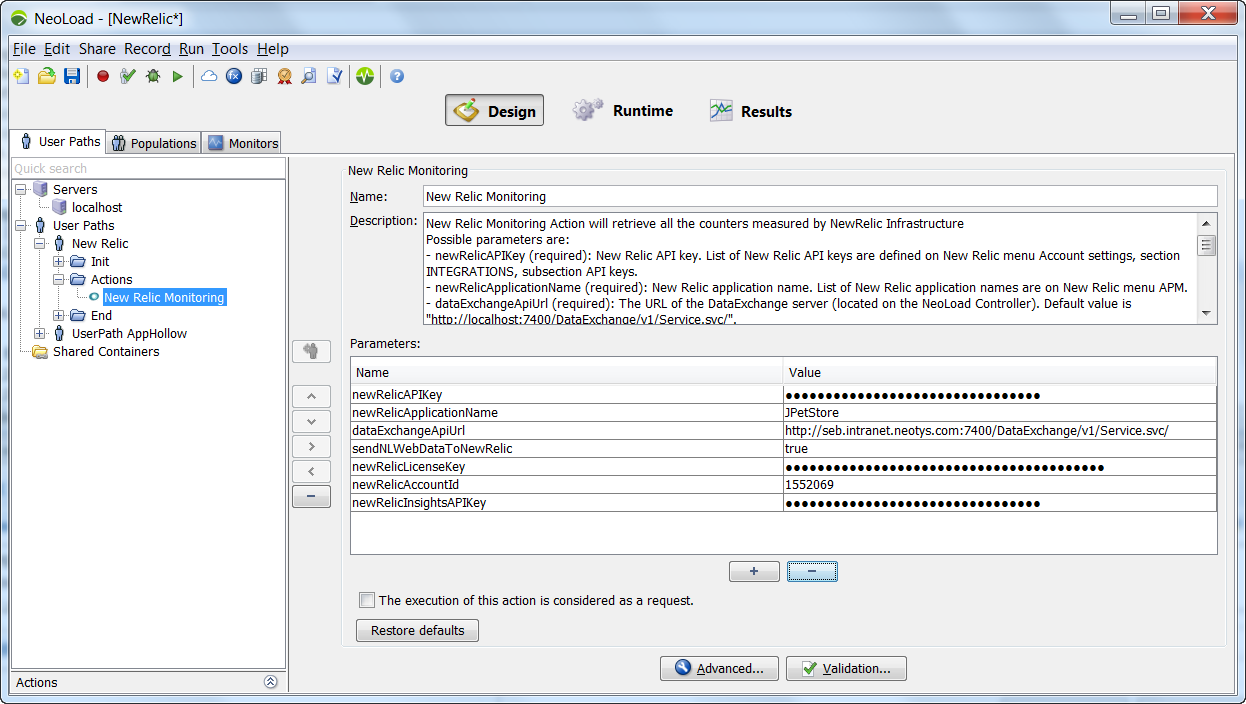 NeoLoad - [NewRelic*]
File Edit Share Record Run Tools Help
Design Runtime Results
User Paths Populations Monitors
Quick search
Servers
localhost
User Paths
New Relic
Init
Actions
New Relic Monitoring
End
UserPath AppHollow
Shared Containers
Actions
New Relic Monitoring
Name: New Relic Monitoring
Description: New Relic Monitoring Action will retrieve all the counters measured by NewRelic Infrastructure
Possible parameters are:
- newRelicAPIKey (required): New Relic API key. List of New Relic API keys are defined on New Relic menu Account settings, section
INTEGRATIONS, subsection API keys.
- newRelicApplicationName (required): New Relic application name. List of New Relic application names are on New Relic menu APM.
- dataExchangeApiUrl (required): The URL of the DataExchange server (located on the NeoLoad Controller). Default value is
"http://localhost:7400/DataExchange/v1/Service.svc/".
Parameters:
Name Value
newRelicAPIKey ●●●●●●●●●●●●●●●●●●●●●●●●●●●●●●●●
newRelicApplicationName JPetStore
dataExchangeApiUrl http://seb.intranet.neotys.com:7400/DataExchange/v1/Service.svc/
sendNLWebDataToNewRelic true
newRelicLicenseKey ●●●●●●●●●●●●●●●●●●●●●●●●●●●●●●●●●●●●●●●●
newRelicAccountId 1552069
newRelicInsightsAPIKey ●●●●●●●●●●●●●●●●●●●●●●●●●●●●●●●●
+ −
The execution of this action is considered as a request.
Restore defaults
Advanced... Validation...